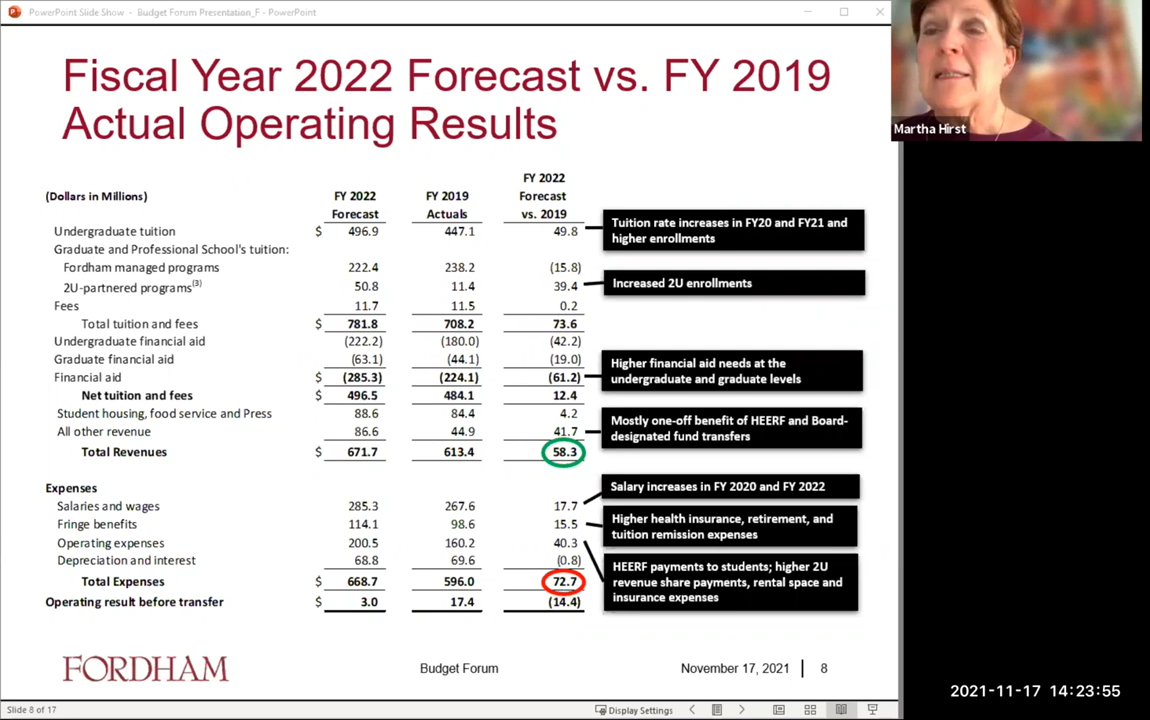 PowerPoint Slide Show - Budget Forum Presentation_F - PowerPoint
Fiscal Year 2022 Forecast vs. FY 2019
Actual Operating Results
Martha Hirst
FY 2022
(Dollars in Millions) FY 2022 FY 2019 Forecast
Forecast Actuals vs. 2019
Undergraduate tuition $ 496.9 447.1 49.8
Graduate and Professional School's tuition:
Fordham managed programs 222.4 238.2 (15.8)
2U-partnered programs(3) 50.8 11.4 39.4
Fees 11.7 11.5 0.2
Total tuition and fees $ 781.8 708.2 73.6
Undergraduate financial aid (222.2) (180.0) (42.2)
Graduate financial aid (63.1) (44.1) (19.0)
Financial aid $ (285.3) (224.1) (61.2)
Net tuition and fees $ 496.5 484.1 12.4
Student housing, food service and Press 88.6 84.4 4.2
All other revenue 86.6 44.9 41.7
Total Revenues $ 671.7 613.4 58.3
Expenses
Salaries and wages 285.3 267.6 17.7
Fringe benefits 114.1 98.6 15.5
Operating expenses 200.5 160.2 40.3
Depreciation and interest 68.8 69.6 (0.8)
Total Expenses $ 668.7 596.0 72.7
Operating result before transfer $ 3.0 17.4 (14.4)
Tuition rate increases in FY20 and FY21 and
higher enrollments
Increased 2U enrollments
Higher financial aid needs at the
undergraduate and graduate levels
Mostly one-off benefit of HEERF and Board-
designated fund transfers
Salary increases in FY 2020 and FY 2022
Higher health insurance, retirement, and
tuition remission expenses
HEERF payments to students; higher 2U
revenue share payments, rental space and
insurance expenses
FORDHAM Budget Forum November 17, 2021 | 8
2021-11-17 14:23:55
Slide 8 of 17 Display Settings